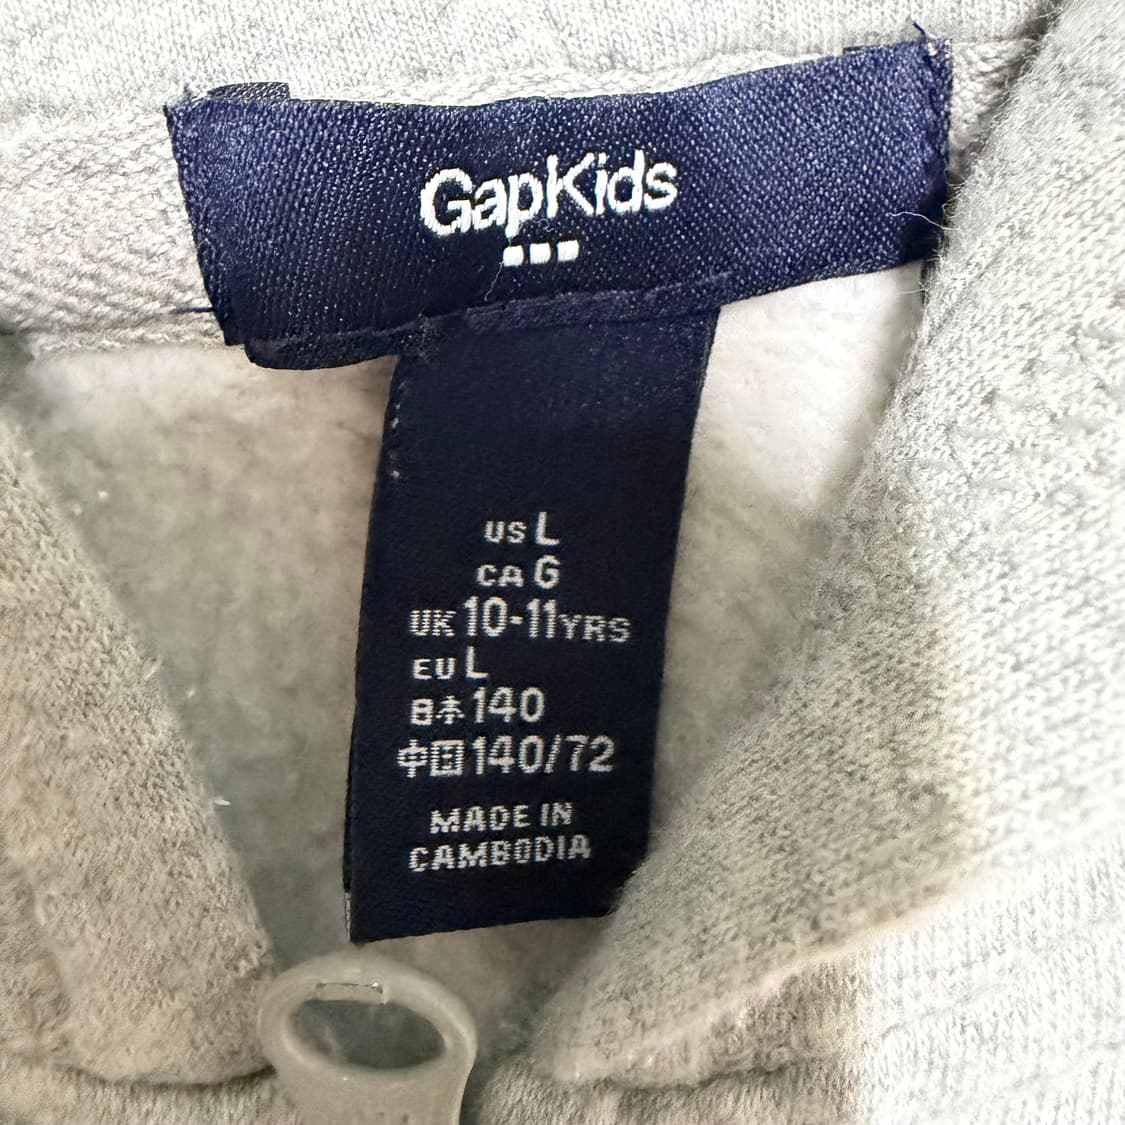 GapKids
US L
CA G
UK 10-11YRS
EU L
日本 140
中国 140/72
MADE IN
CAMBODIA